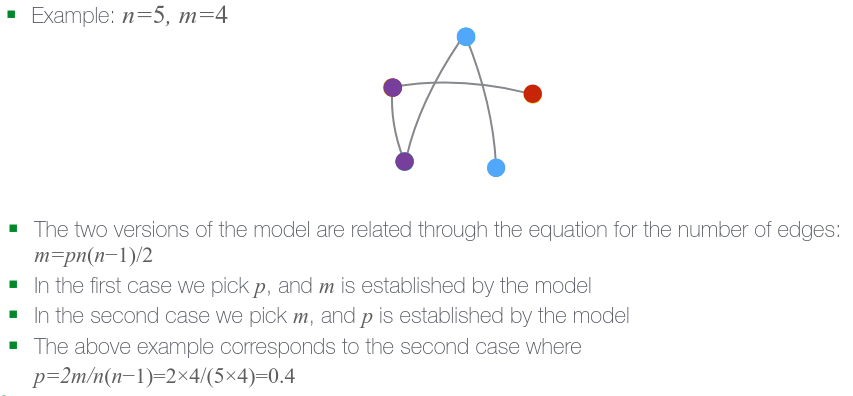 ▪ Example: n=5, m=4
▪ The two versions of the model are related through the equation for the number of edges:
m=pn(n−1)/2
▪ In the first case we pick p, and m is established by the model
▪ In the second case we pick m, and p is established by the model
▪ The above example corresponds to the second case where
p=2m/n(n−1)=2×4/(5×4)=0.4